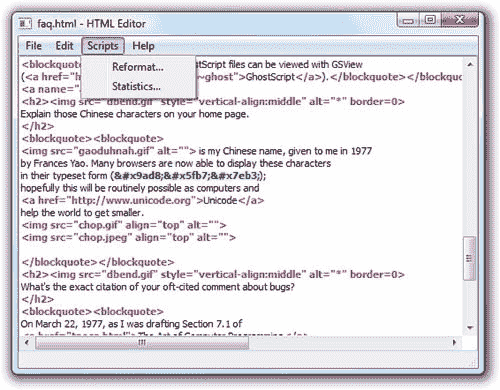 faq.html - HTML Editor
File Edit Scripts Help
Reformat...
Statistics...
<blockquote> stScript files can be viewed with GSView
(<a href="h ~ghost">GhostScript</a>).</blockquote></blockquo
<a name=
<h2><img src="dbend.gif" style="vertical-align:middle" alt="*" border=0>
Explain those Chinese characters on your home page.
</h2>
<blockquote><blockquote>
<img src="gaoduhnah.gif" alt=""> is my Chinese name, given to me in 1977
by Frances Yao. Many browsers are now able to display these characters
in their typeset form (&#x9ad8;&#x5fb7;&#x7eb3;);
hopefully this will be routinely possible as computers and
<a href="http://www.unicode.org">Unicode</a>
help the world to get smaller.
<img src="chop.gif" align="top" alt="">
<img src="chop.jpeg" align="top" alt="">
</blockquote></blockquote>
<h2><img src="dbend.gif" style="vertical-align:middle" alt="*" border=0>
What's the exact citation of your oft-cited comment about bugs?
</h2>
<blockquote><blockquote>
On March 22, 1977, as I was drafting Section 7.1 of